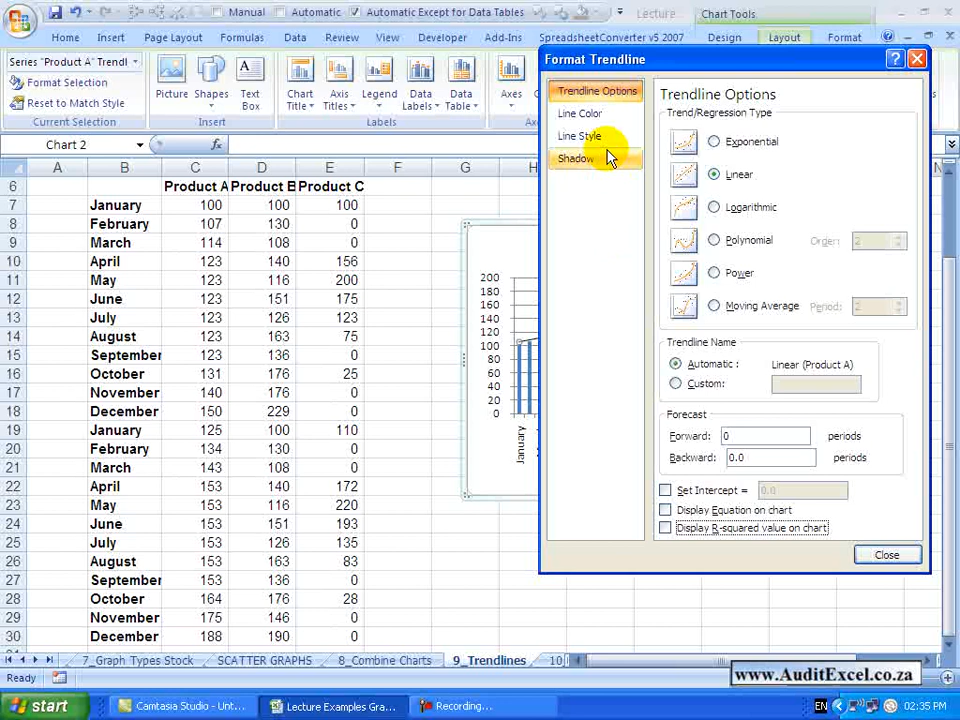 Manual Automatic Automatic Except for Data Tables Lecture... Chart Tools
Home Insert Page Layout Formulas Data Review View Developer Add-Ins SpreadsheetConverter v5 2007 Design Layout Format
Series "Product A" Trendl
Format Selection
Reset to Match Style
Current Selection
Picture Shapes Text Box
Insert
Chart Title Axis Titles Legend Data Labels Data Table
Labels
Axes
Chart 2
fx
A B C D E F G H
6 Product A Product B Product C
7 January 100 100 100
8 February 107 130 0
9 March 114 108 0
10 April 123 140 156
11 May 123 116 200
12 June 123 151 175
13 July 123 126 123
14 August 123 163 75
15 September 123 136 0
16 October 131 176 25
17 November 140 176 0
18 December 150 229 0
19 January 125 100 110
20 February 134 130 0
21 March 143 108 0
22 April 153 140 172
23 May 153 116 220
24 June 153 151 193
25 July 153 126 135
26 August 153 163 83
27 September 153 136 0
28 October 164 176 28
29 November 175 146 0
30 December 188 190 0
200
180
160
140
120
100
80
60
40
20
0
January
Format Trendline
Trendline Options
Line Color
Line Style
Shadow
Trendline Options
Trend/Regression Type
Exponential
Linear
Logarithmic
Polynomial Order: 2
Power
Moving Average Period: 2
Trendline Name
Automatic : Linear (Product A)
Custom:
Forecast
Forward: 0 periods
Backward: 0.0 periods
Set Intercept = 0.0
Display Equation on chart
Display R-squared value on chart
Close
7_Graph Types Stock SCATTER GRAPHS 8_Combine Charts 9_Trendlines 10
Ready
www.AuditExcel.co.za
start Camtasia Studio - Unt... Lecture Examples Gra... Recording... EN 02:35 PM